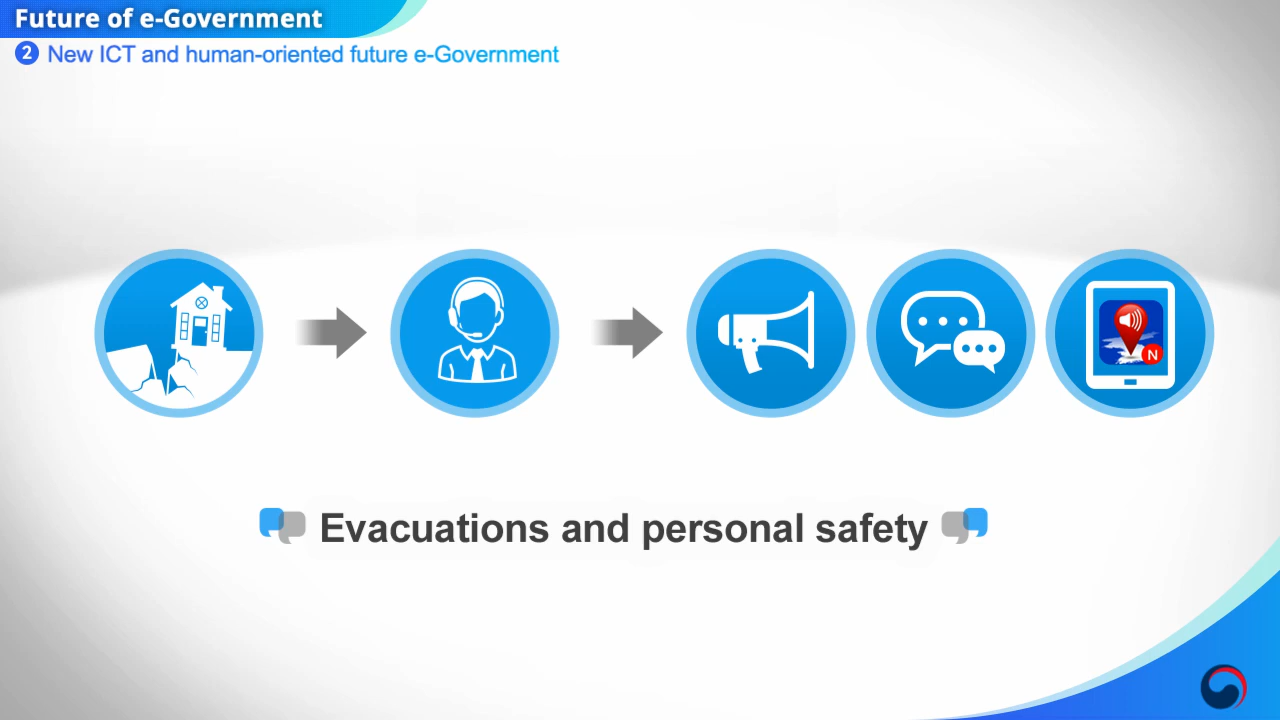 Future of e-Government
2 New ICT and human-oriented future e-Government
N
Evacuations and personal safety